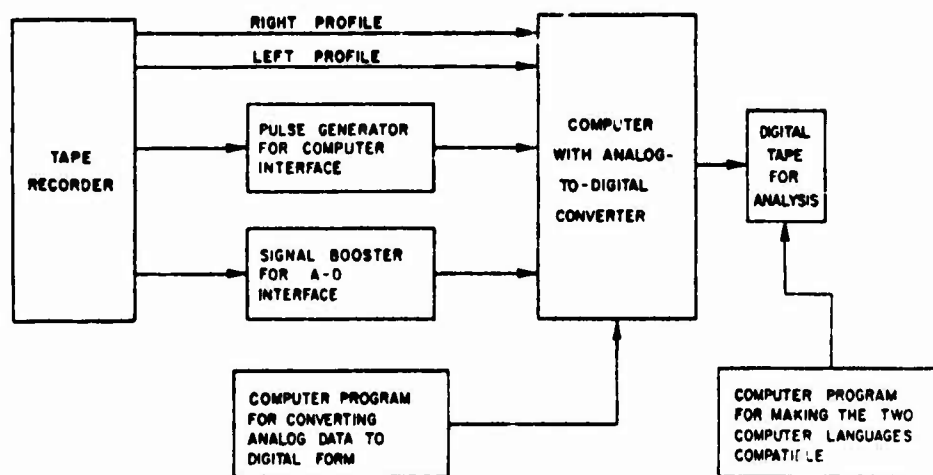 RIGHT PROFILE
LEFT PROFILE
TAPE
RECORDER
PULSE GENERATOR
FOR COMPUTER
INTERFACE
SIGNAL BOOSTER
FOR A-D
INTERFACE
COMPUTER
WITH ANALOG-
TO-DIGITAL
CONVERTER
DIGITAL
TAPE
FOR
ANALYSIS
COMPUTER PROGRAM
FOR CONVERTING
ANALOG DATA TO
DIGITAL FORM
COMPUTER PROGRAM
FOR MAKING THE TWO
COMPUTER LANGUAGES
COMPATIBLE